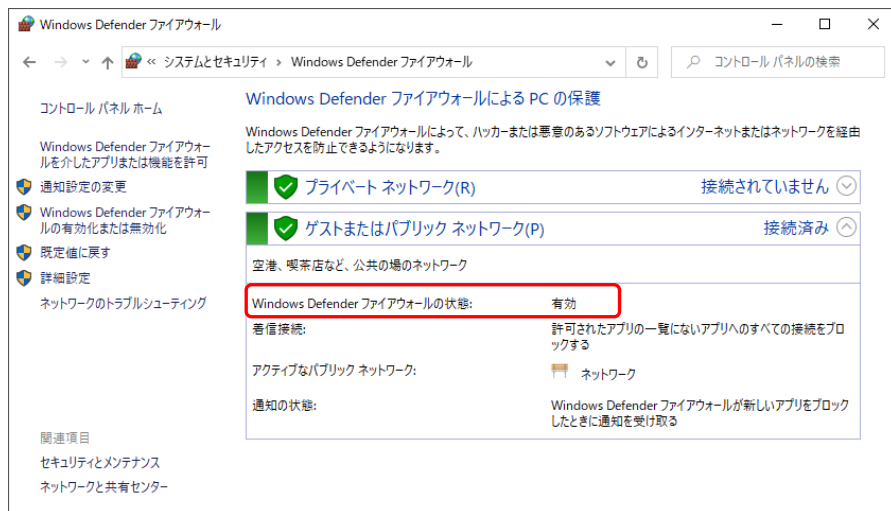 Windows Defender ファイアウォール
« システムとセキュリティ › Windows Defender ファイアウォール
コントロール パネルの検索
コントロール パネル ホーム
Windows Defender ファイアウォー
ルを介したアプリまたは機能を許可
通知設定の変更
Windows Defender ファイアウォー
ルの有効化または無効化
既定値に戻す
詳細設定
ネットワークのトラブルシューティング
関連項目
セキュリティとメンテナンス
ネットワークと共有センター
Windows Defender ファイアウォールによる PC の保護
Windows Defender ファイアウォールによって、ハッカーまたは悪意のあるソフトウェアによるインターネットまたはネットワークを経由
したアクセスを防止できるようになります。
プライベート ネットワーク(R) 接続されていません
ゲストまたはパブリック ネットワーク(P) 接続済み
空港、喫茶店など、公共の場のネットワーク
Windows Defender ファイアウォールの状態: 有効
着信接続: 許可されたアプリの一覧にないアプリへのすべての接続をブロ
ックする
アクティブなパブリック ネットワーク: ネットワーク
通知の状態: Windows Defender ファイアウォールが新しいアプリをブロック
したときに通知を受け取る